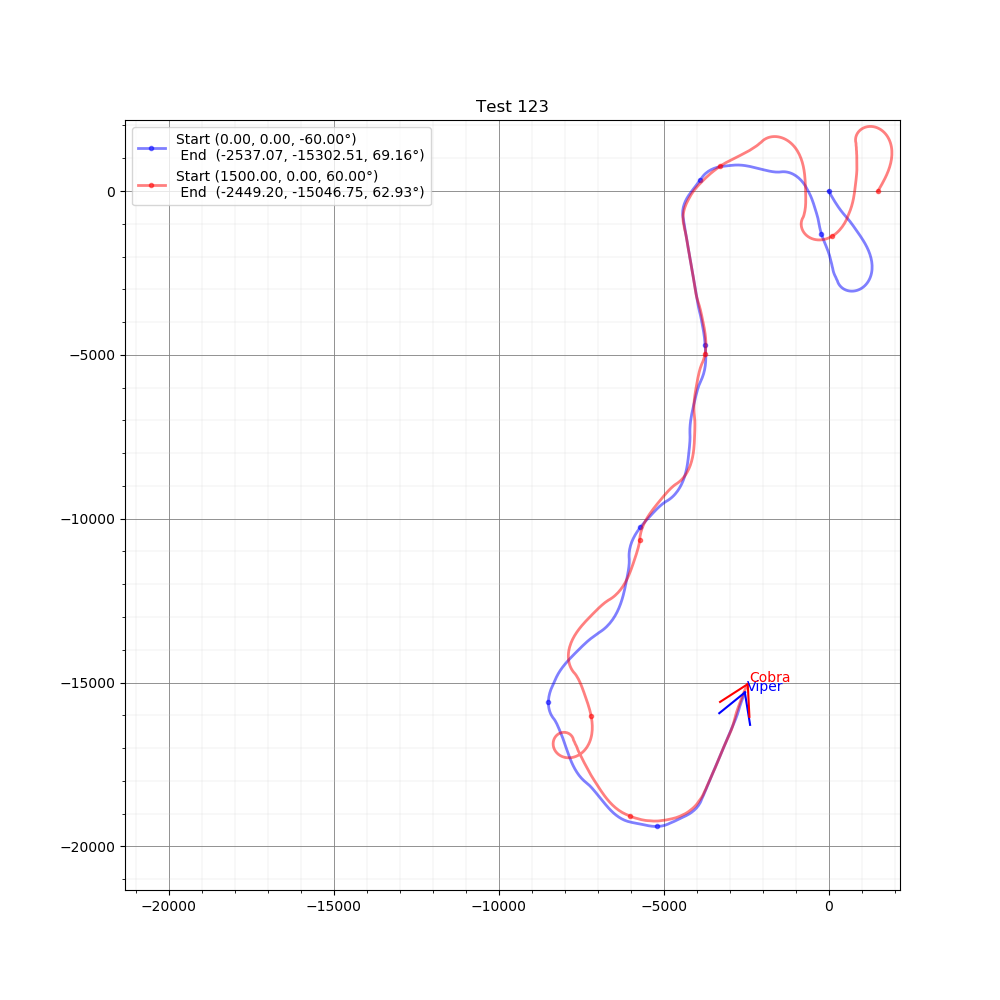 Test 123
Start (0.00, 0.00, -60.00°)
End (-2537.07, -15302.51, 69.16°)
Start (1500.00, 0.00, 60.00°)
End (-2449.20, -15046.75, 62.93°)
0
−5000
−10000
−15000
−20000
Cobra
Viper
−20000 −15000 −10000 −5000 0